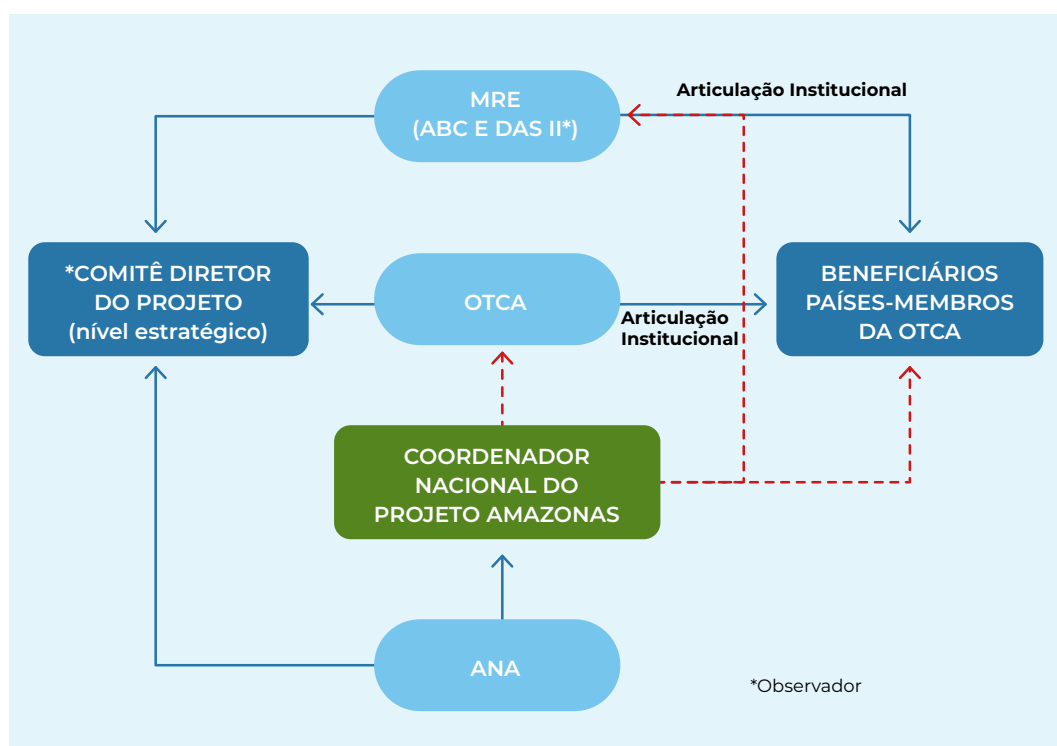 MRE
(ABC E DAS II*)
Articulação Institucional
*COMITÊ DIRETOR
DO PROJETO
(nível estratégico)
OTCA
Articulação
Institucional
BENEFICIÁRIOS
PAÍSES-MEMBROS
DA OTCA
COORDENADOR
NACIONAL DO
PROJETO AMAZONAS
ANA
*Observador